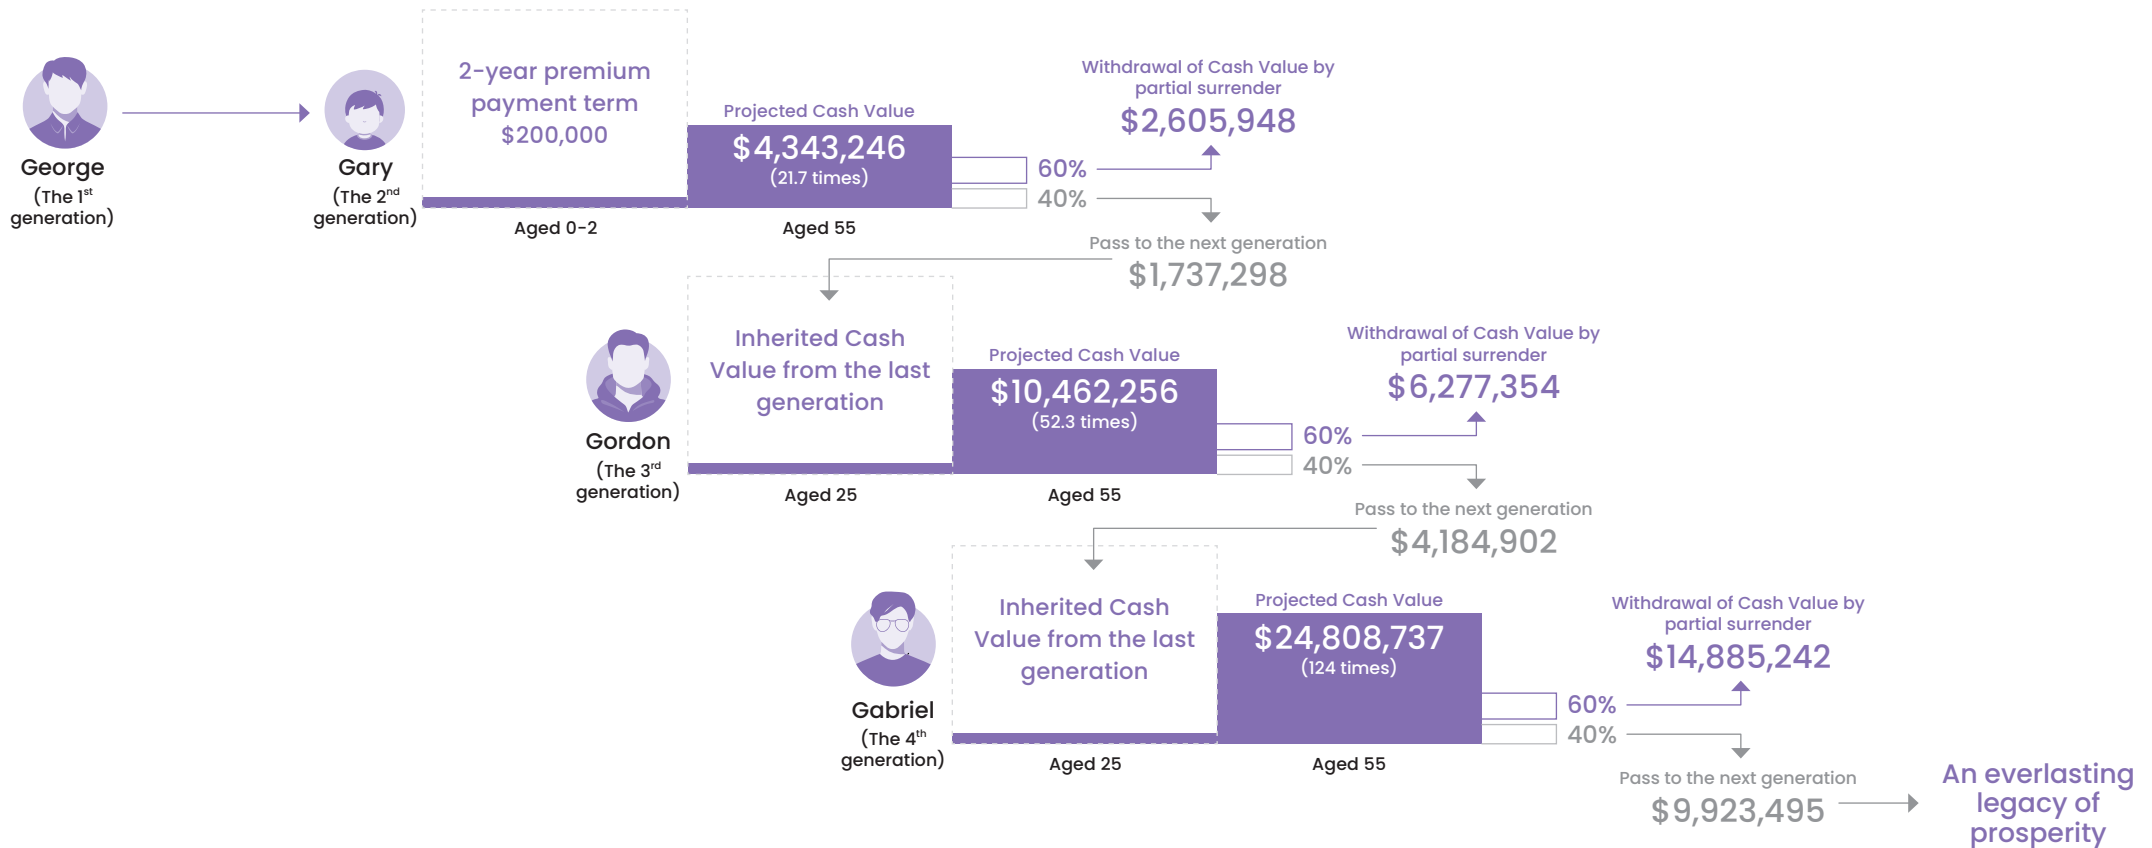 George
(The 1st
generation)
Gary
(The 2nd
generation)
2-year premium
payment term
$200,000
Aged 0-2
Projected Cash Value
$4,343,246
(21.7 times)
Aged 55
60%
40%
Withdrawal of Cash Value by
partial surrender
$2,605,948
Pass to the next generation
$1,737,298
Gordon
(The 3rd
generation)
Inherited Cash
Value from the last
generation
Aged 25
Projected Cash Value
$10,462,256
(52.3 times)
Aged 55
60%
40%
Withdrawal of Cash Value by
partial surrender
$6,277,354
Pass to the next generation
$4,184,902
Gabriel
(The 4th
generation)
Inherited Cash
Value from the last
generation
Aged 25
Projected Cash Value
$24,808,737
(124 times)
Aged 55
60%
40%
Withdrawal of Cash Value by
partial surrender
$14,885,242
Pass to the next generation
$9,923,495
An everlasting
legacy of
prosperity